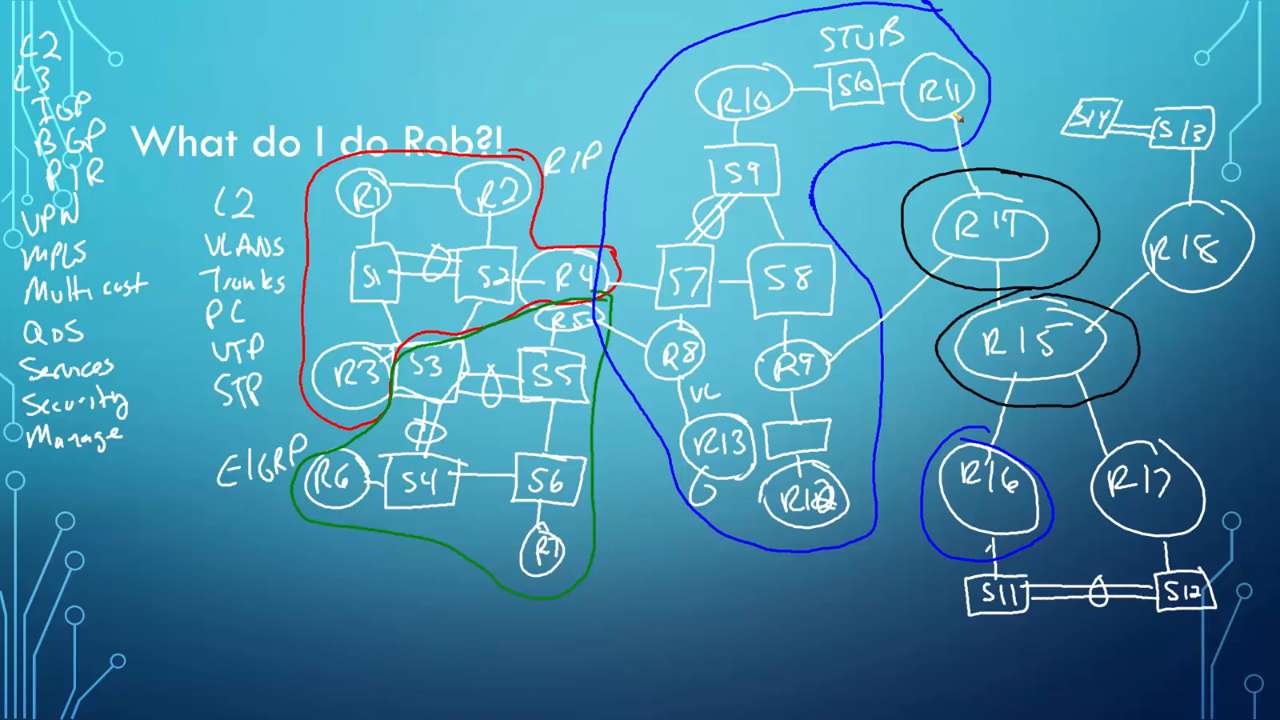 L2
L3
IGP
BGP
PfR
VPN
MPLS
Multicast
QOS
Services
Security
Manage
What do I do Rob?!
L2
VLANs
Trunks
PC
VTP
STP
EIGRP
RIP
R1
R2
S1
S2
R4
R5
R3
S3
S5
R6
S4
S6
R7
STUB
R10
S10
R11
S9
S7
S8
R8
R9
VL
R13
R12
S14
S13
R14
R18
R15
R16
R17
S11
S12